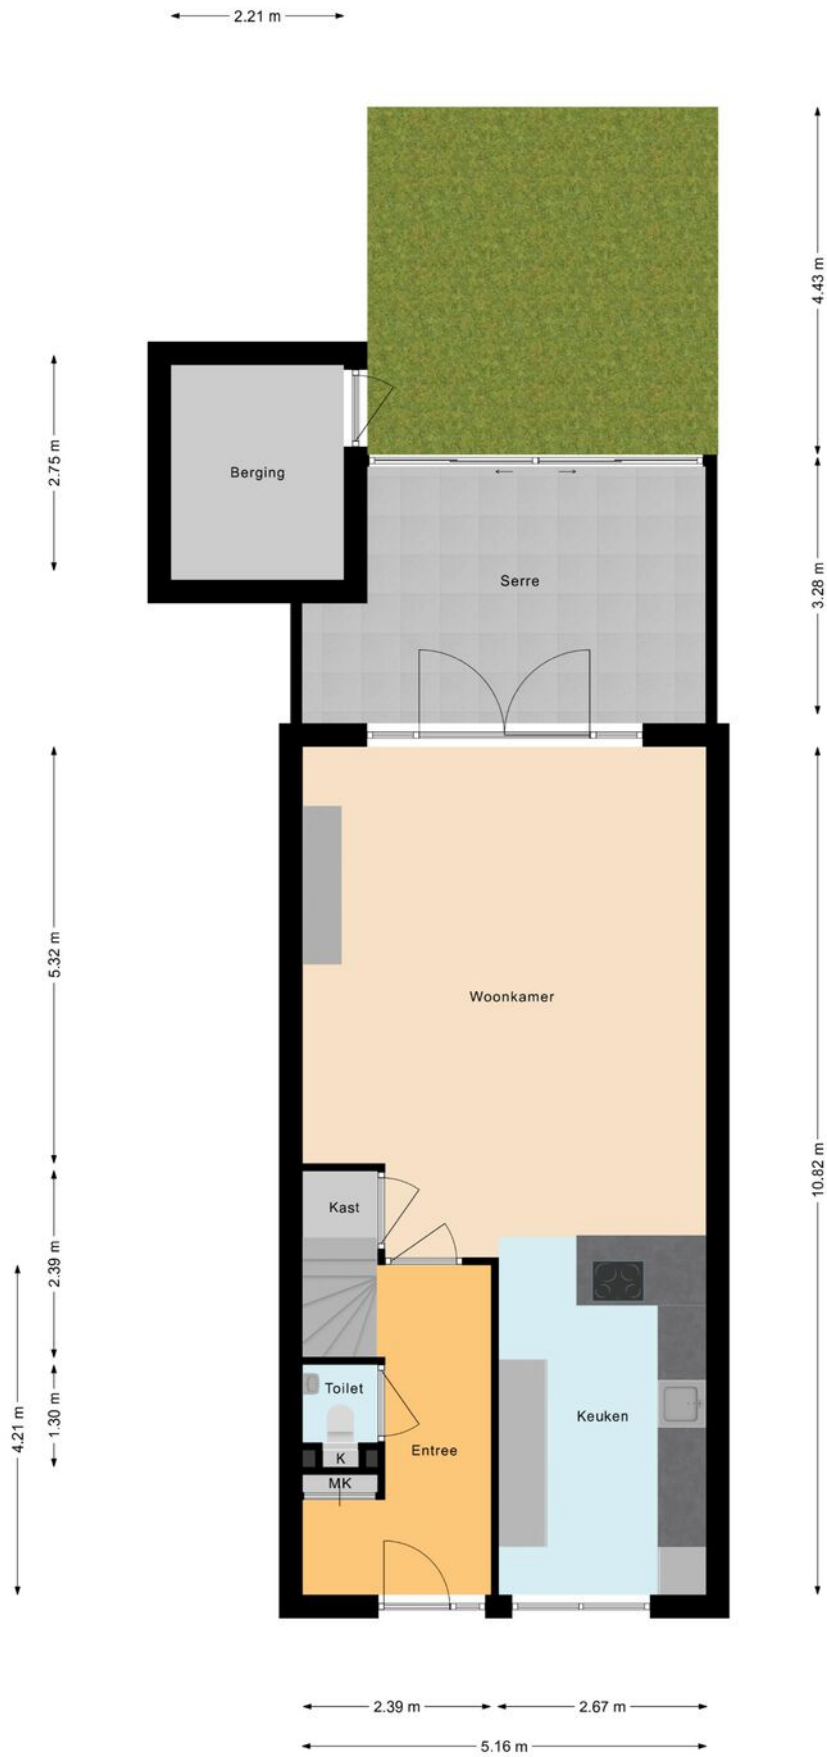 2.21 m
4.43 m
2.75 m
Berging
3.28 m
Serre
5.32 m
Woonkamer
10.82 m
Kast
2.39 m
4.21 m
1.30 m
Toilet
Keuken
Entree
K
MK
2.39 m
2.67 m
5.16 m